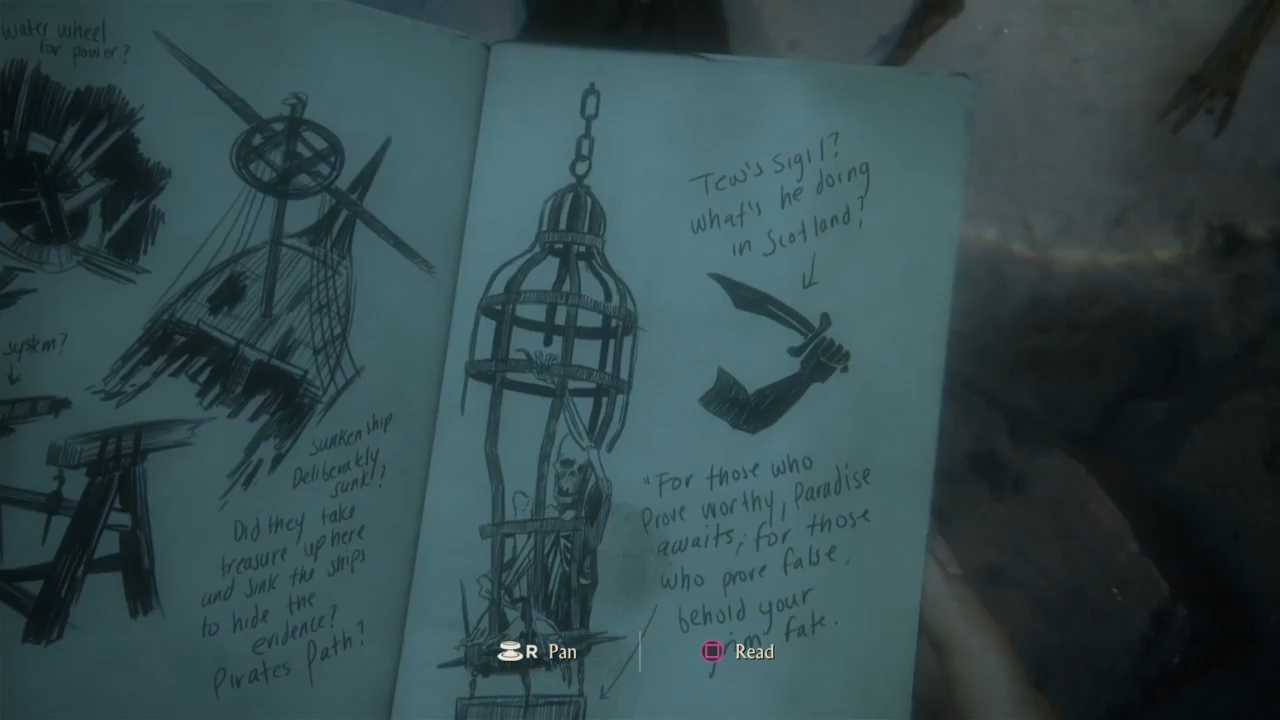 water wheel
for power?
system?
sunken ship
Deliberately
sunk!?
Did they take
treasure up here
and sink the ships
to hide the
evidence?
Pirates Path?
Tew's Sigil?
what's he doing
in Scotland?
"For those who
Prove worthy, Paradise
awaits; for those
who prove false,
behold your
grim fate.
R Pan
Read